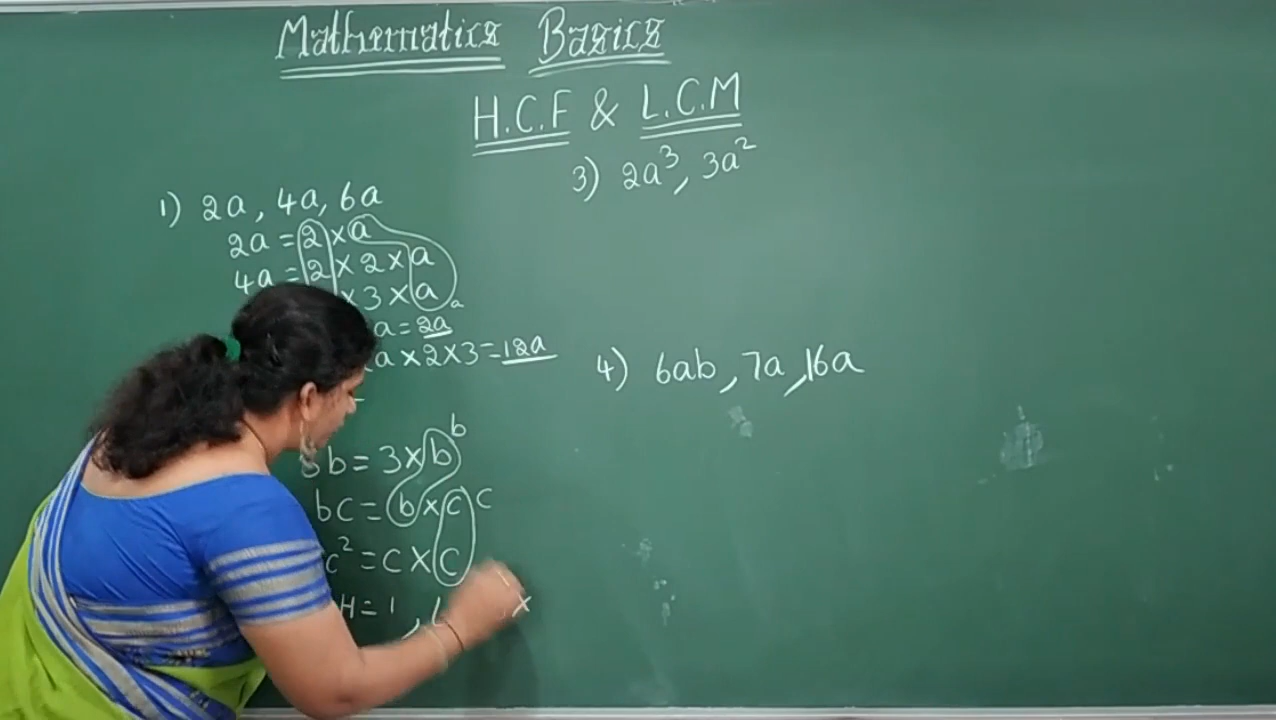 Mathematics Basics
H.C.F & L.C.M
1) 2a, 4a, 6a
2a = 2 × a
4a = 2 × 2 × a
× 3 × a a
a = 2a
a × 2 × 3 = 12a
b
b = 3 × b
bc = b × c c
c² = c × c
H = 1, ×
3) 2a³, 3a²
4) 6ab, 7a, 16a